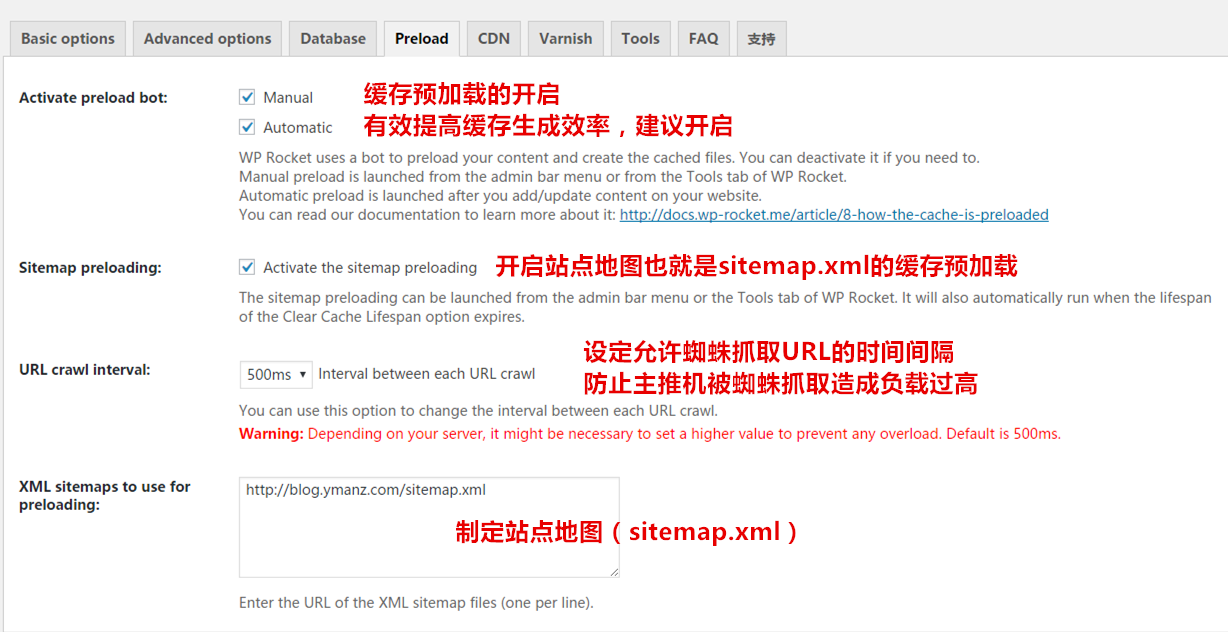 Basic options Advanced options Database Preload CDN Varnish Tools FAQ 支持
Activate preload bot: Manual 缓存预加载的开启
Automatic 有效提高缓存生成效率，建议开启
WP Rocket uses a bot to preload your content and create the cached files. You can deactivate it if you need to.
Manual preload is launched from the admin bar menu or from the Tools tab of WP Rocket.
Automatic preload is launched after you add/update content on your website.
You can read our documentation to learn more about it: http://docs.wp-rocket.me/article/8-how-the-cache-is-preloaded
Sitemap preloading: Activate the sitemap preloading 开启站点地图也就是sitemap.xml的缓存预加载
The sitemap preloading can be launched from the admin bar menu or the Tools tab of WP Rocket. It will also automatically run when the lifespan
of the Clear Cache Lifespan option expires.
设定允许蜘蛛抓取URL的时间间隔
URL crawl interval: 500ms Interval between each URL crawl
防止主推机被蜘蛛抓取造成负载过高
You can use this option to change the interval between each URL crawl.
Warning: Depending on your server, it might be necessary to set a higher value to prevent any overload. Default is 500ms.
XML sitemaps to use for
preloading:
http://blog.ymanz.com/sitemap.xml
制定站点地图（sitemap.xml）
Enter the URL of the XML sitemap files (one per line).